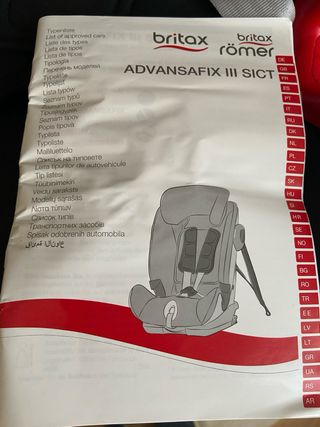 britax
britax
römer
ADVANSAFIX III SICT
Typenliste
List of approved cars
Liste des types
Lista de tipos
Lista de tipos
Tipologia
Перечень моделей
Typeliste
Typelijst
Lista typów
Seznam typů
Zoznam typov
Típusjegyzék
Seznam tipov
Popis tipova
Typlista
Typoliste
Malliluettelo
Списък на типовете
Lista tipurilor de autovehicule
Tip listesi
Tüübinimekiri
Veidu saraksts
Modelių sąrašas
Λίστα τύπων
Список типів
Транспортних засобів
Spisak odobrenih automobila
قائمة الأنواع
DE
GB
FR
ES
PT
IT
RU
DK
NL
PL
CZ
SK
HU
SI
HR
SE
NO
FI
BG
RO
TR
EE
LV
LT
GR
UA
RS
AR